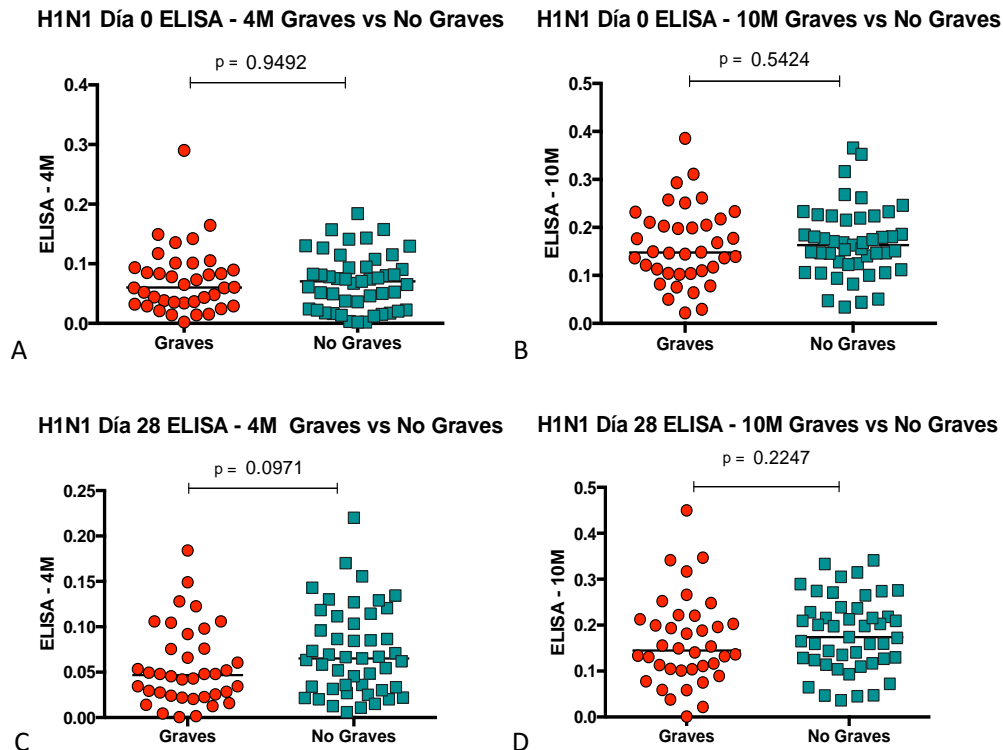 H1N1 Día 0 ELISA - 4M Graves vs No Graves
p = 0.9492
0.4
0.3
0.2
0.1
0.0
ELISA - 4M
Graves
No Graves
A
H1N1 Día 0 ELISA - 10M Graves vs No Graves
p = 0.5424
0.5
0.4
0.3
0.2
0.1
0.0
ELISA - 10M
Graves
No Graves
B
H1N1 Día 28 ELISA - 4M Graves vs No Graves
p = 0.0971
0.25
0.20
0.15
0.10
0.05
0.00
ELISA - 4M
Graves
No Graves
C
H1N1 Día 28 ELISA - 10M Graves vs No Graves
p = 0.2247
0.5
0.4
0.3
0.2
0.1
0.0
ELISA - 10M
Graves
No Graves
D